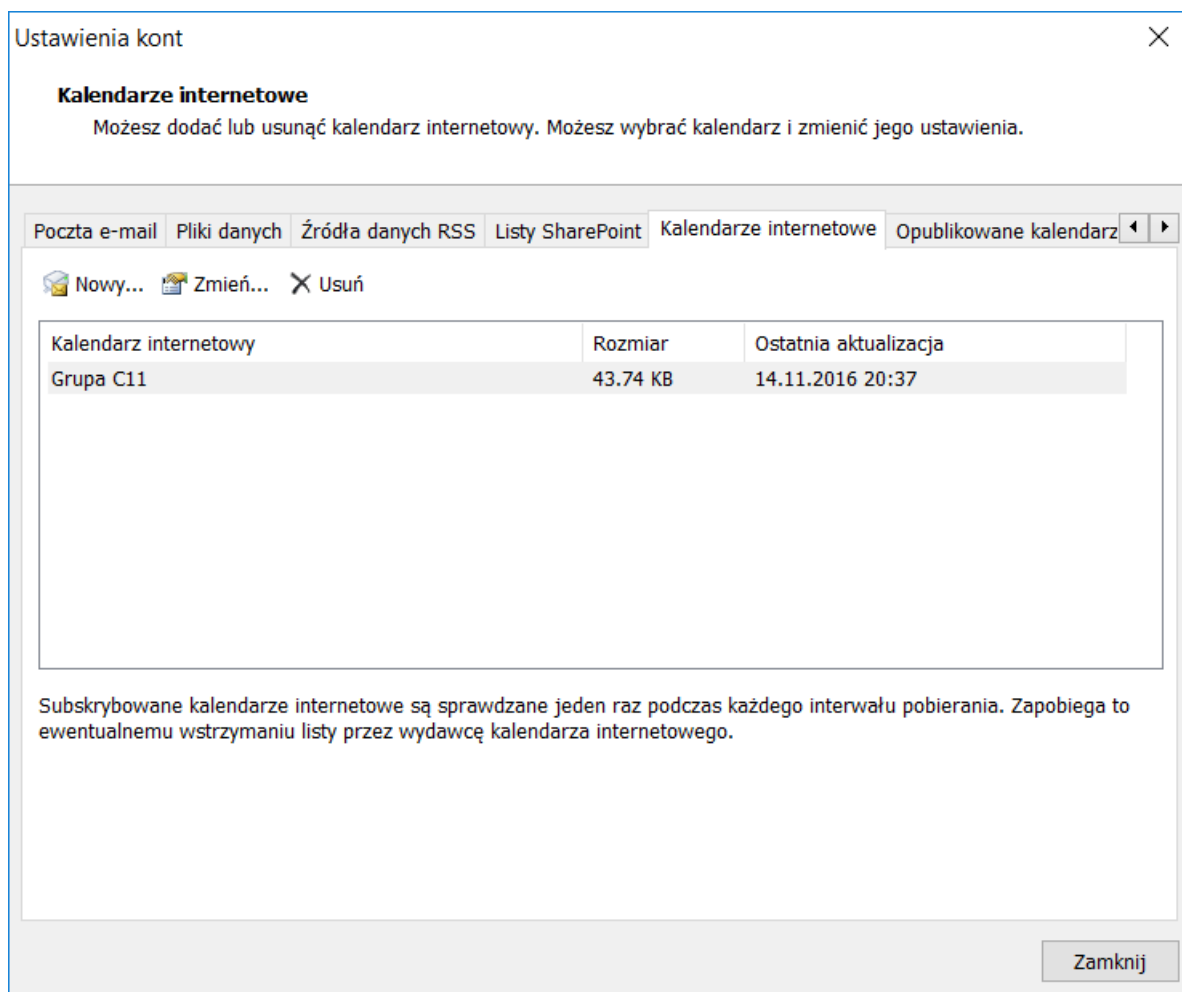 Ustawienia kont
Kalendarze internetowe
Możesz dodać lub usunąć kalendarz internetowy. Możesz wybrać kalendarz i zmienić jego ustawienia.
Poczta e-mail Pliki danych Źródła danych RSS Listy SharePoint Kalendarze internetowe Opublikowane kalendarz
Nowy... Zmień... Usuń
Kalendarz internetowy Rozmiar Ostatnia aktualizacja
Grupa C11 43.74 KB 14.11.2016 20:37
Subskrybowane kalendarze internetowe są sprawdzane jeden raz podczas każdego interwału pobierania. Zapobiega to
ewentualnemu wstrzymaniu listy przez wydawcę kalendarza internetowego.
Zamknij